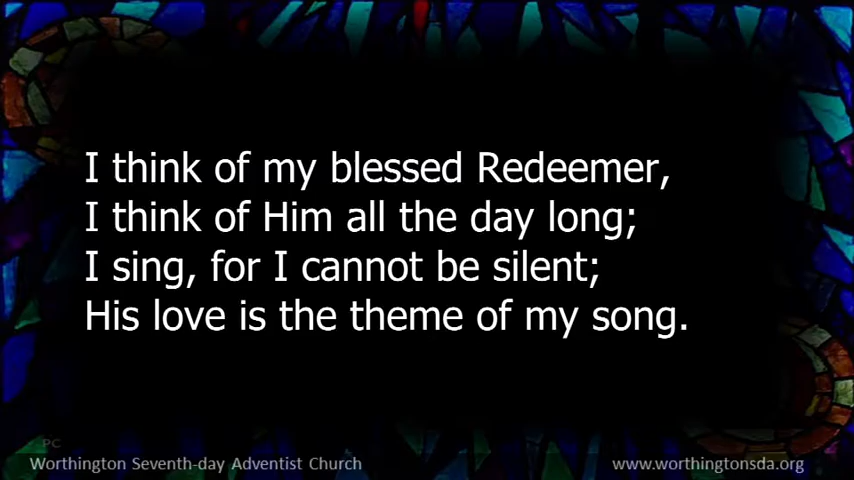 I think of my blessed Redeemer,
I think of Him all the day long;
I sing, for I cannot be silent;
His love is the theme of my song.
PC
Worthington Seventh-day Adventist Church
www.worthingtonsda.org